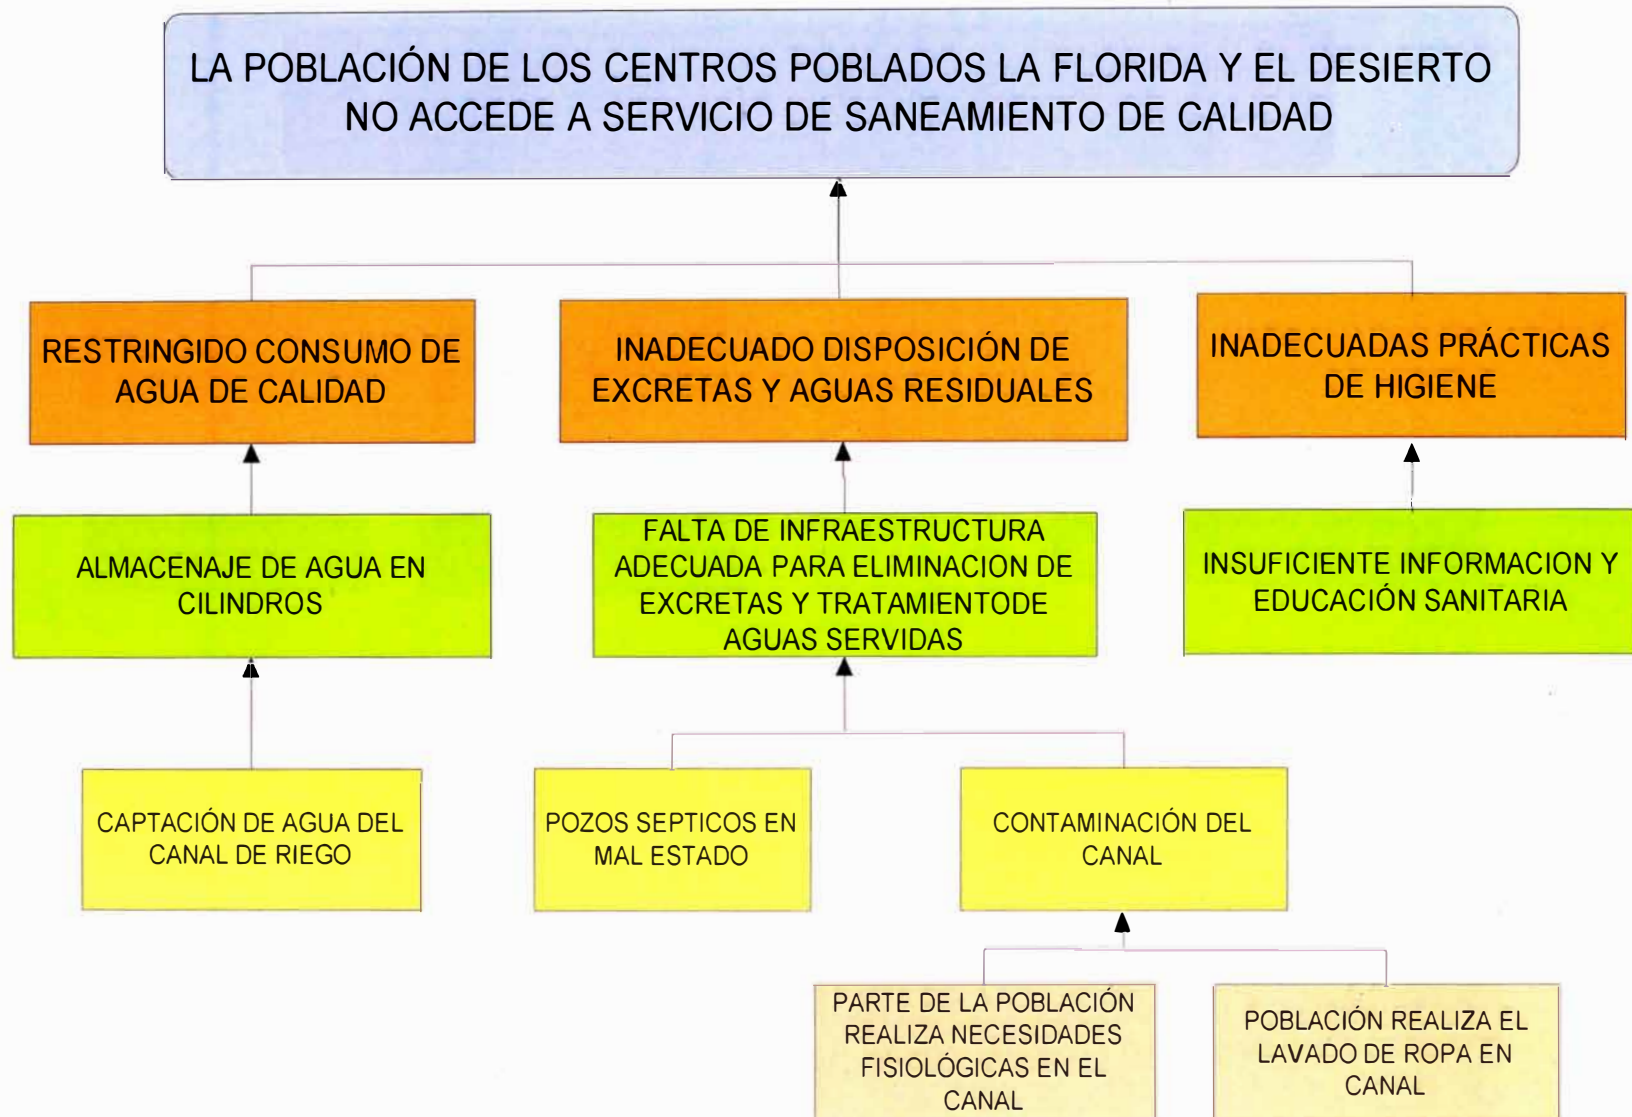 LA POBLACIÓN DE LOS CENTROS POBLADOS LA FLORIDA Y EL DESIERTO
NO ACCEDE A SERVICIO DE SANEAMIENTO DE CALIDAD
RESTRINGIDO CONSUMO DE
AGUA DE CALIDAD
INADECUADO DISPOSICIÓN DE
EXCRETAS Y AGUAS RESIDUALES
INADECUADAS PRÁCTICAS
DE HIGIENE
ALMACENAJE DE AGUA EN
CILINDROS
FALTA DE INFRAESTRUCTURA
ADECUADA PARA ELIMINACION DE
EXCRETAS Y TRATAMIENTODE
AGUAS SERVIDAS
INSUFICIENTE INFORMACION Y
EDUCACIÓN SANITARIA
CAPTACIÓN DE AGUA DEL
CANAL DE RIEGO
POZOS SEPTICOS EN
MAL ESTADO
CONTAMINACIÓN DEL
CANAL
PARTE DE LA POBLACIÓN
REALIZA NECESIDADES
FISIOLÓGICAS EN EL
CANAL
POBLACIÓN REALIZA EL
LAVADO DE ROPA EN
CANAL